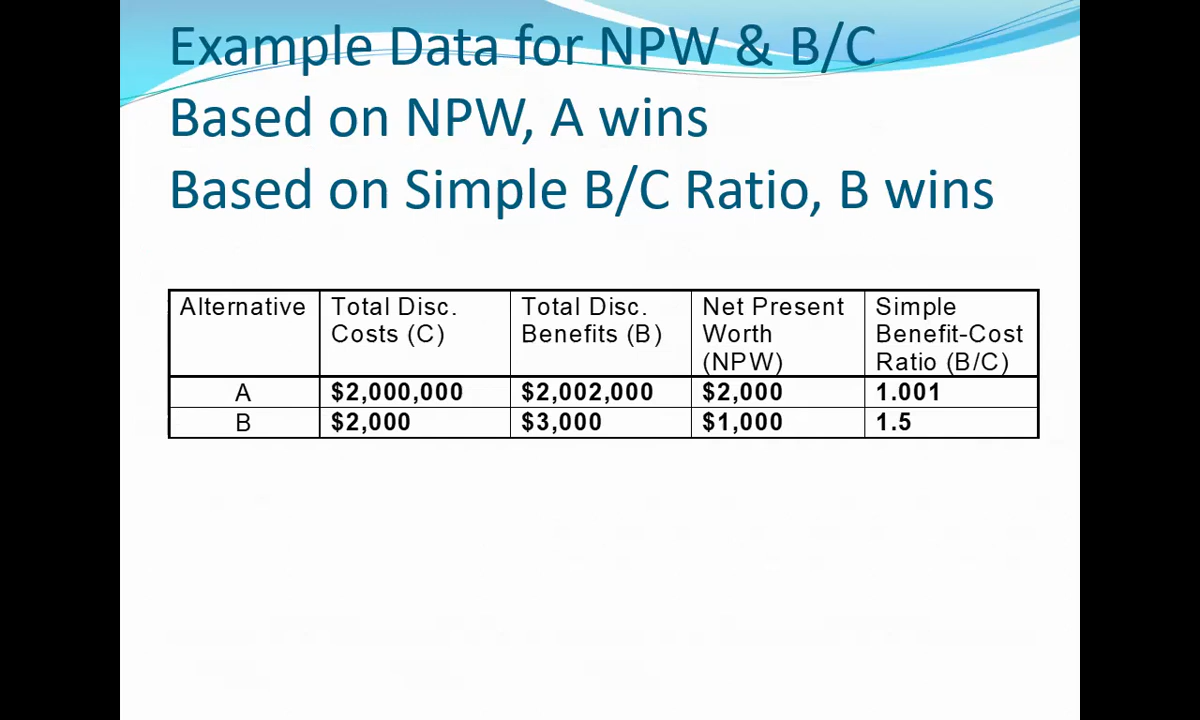 Example Data for NPW & B/C
Based on NPW, A wins
Based on Simple B/C Ratio, B wins
Alternative Total Disc. Costs (C) Total Disc. Benefits (B) Net Present Worth (NPW) Simple Benefit-Cost Ratio (B/C)
A $2,000,000 $2,002,000 $2,000 1.001
B $2,000 $3,000 $1,000 1.5